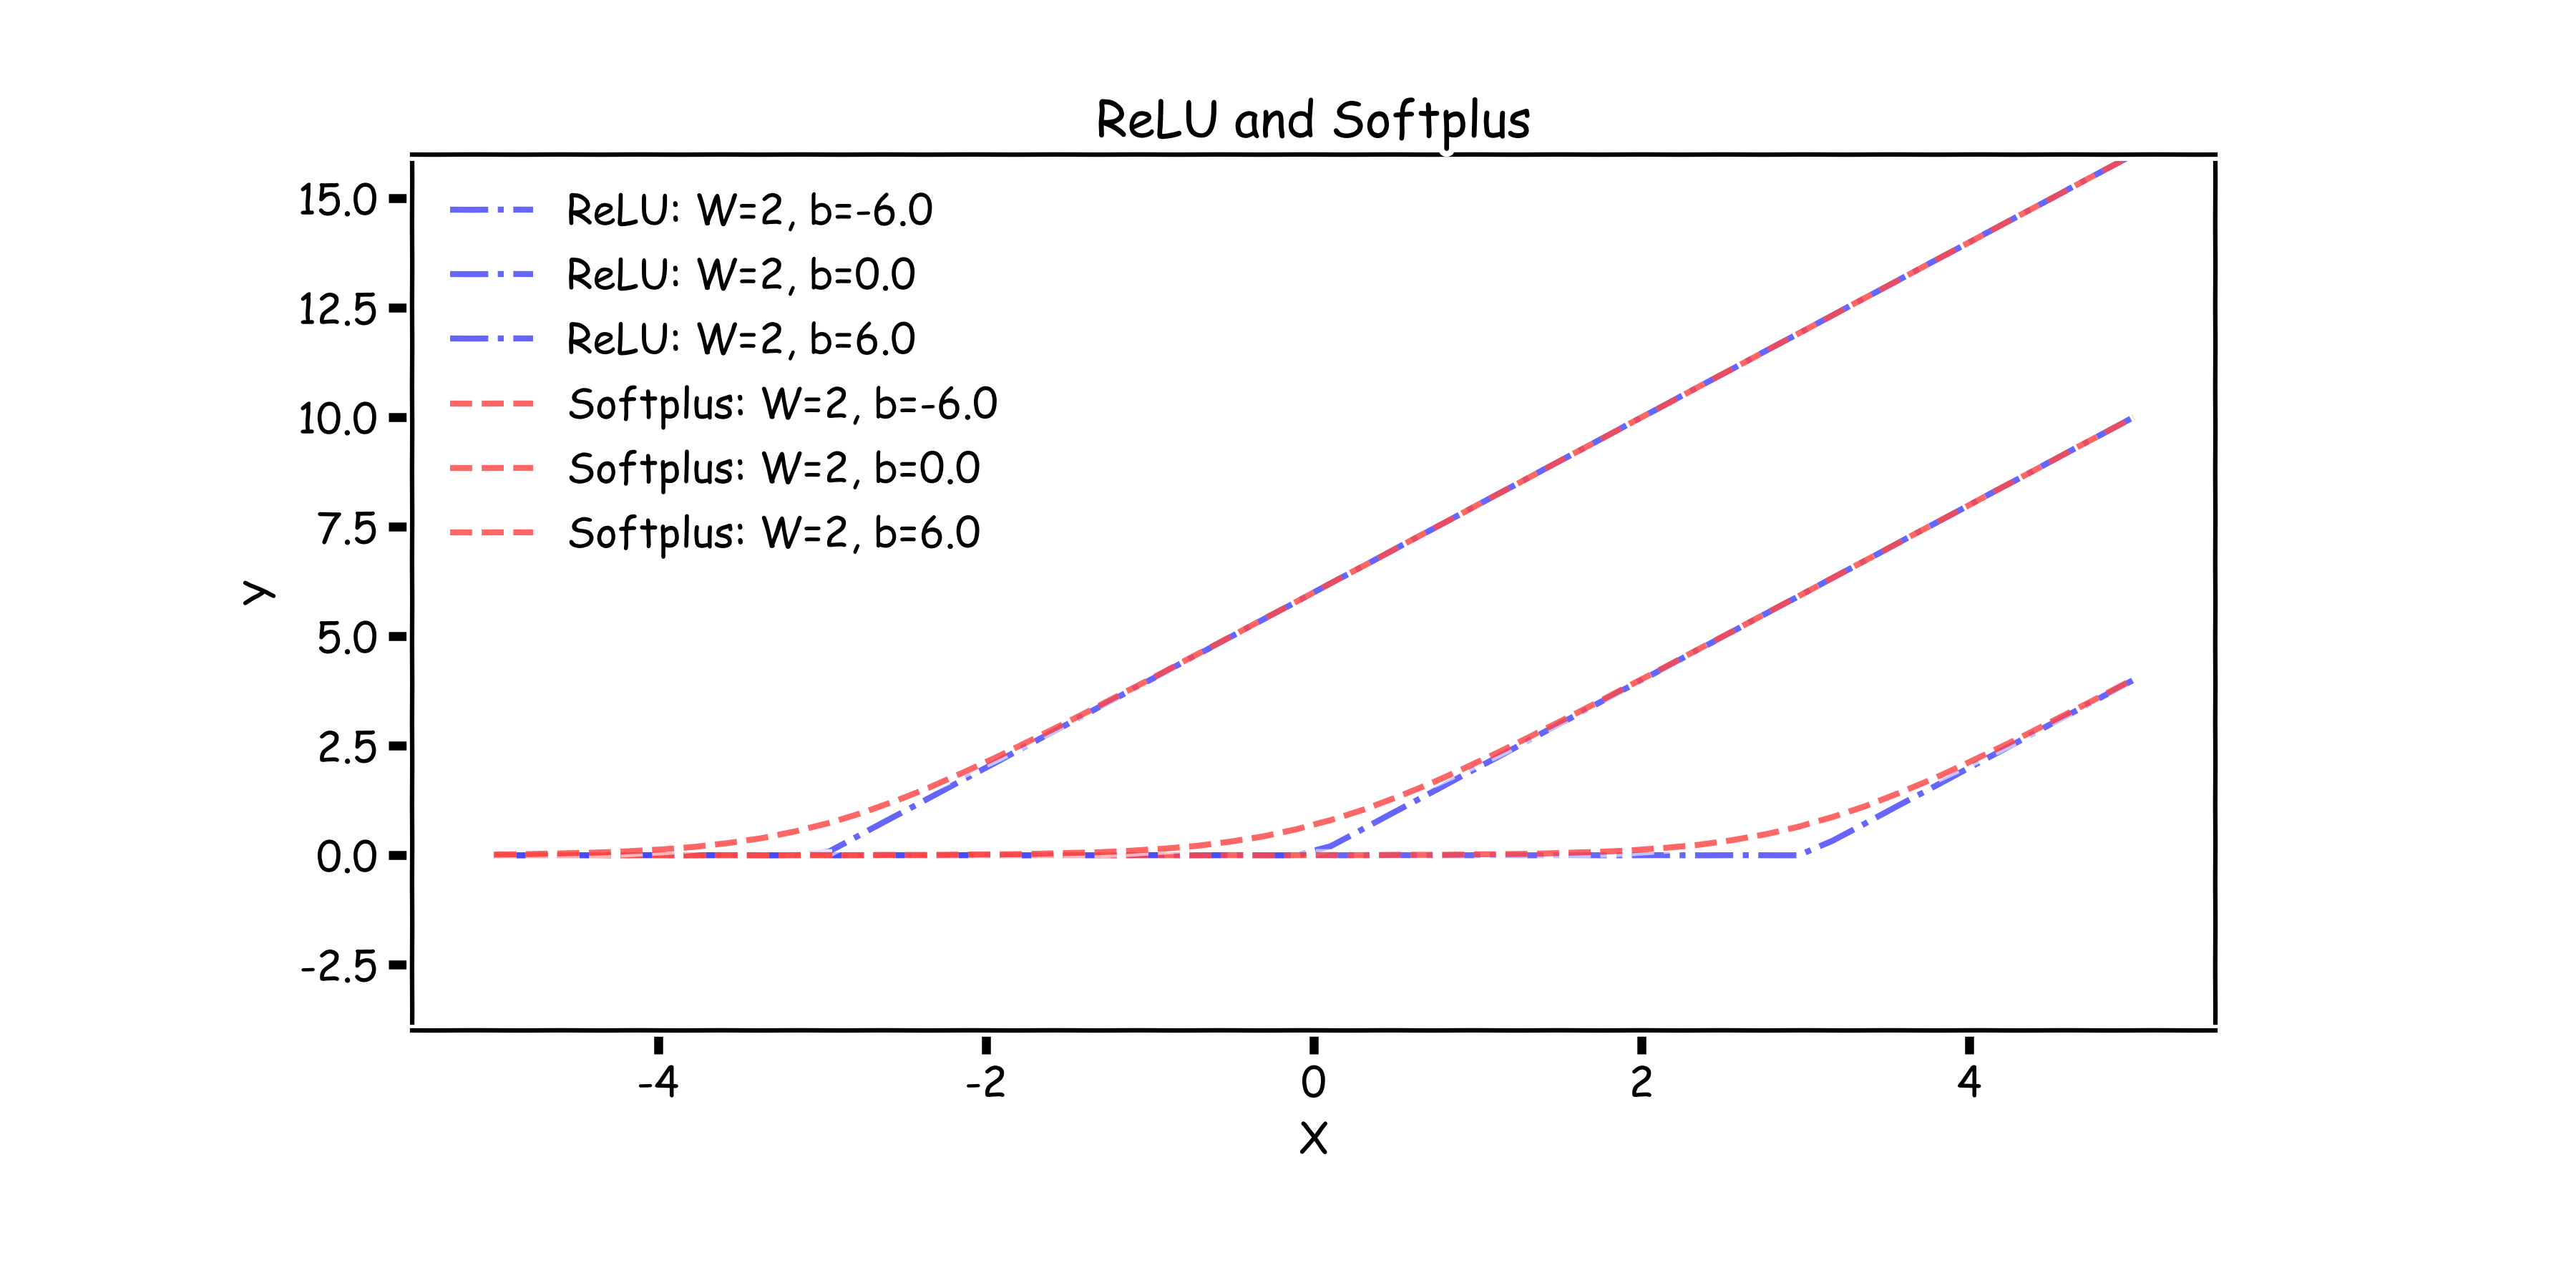 ReLU and Softplus
ReLU: W=2, b=-6.0
ReLU: W=2, b=0.0
ReLU: W=2, b=6.0
Softplus: W=2, b=-6.0
Softplus: W=2, b=0.0
Softplus: W=2, b=6.0
15.0
12.5
10.0
7.5
5.0
2.5
0.0
-2.5
y
-4 -2 0 2 4
X